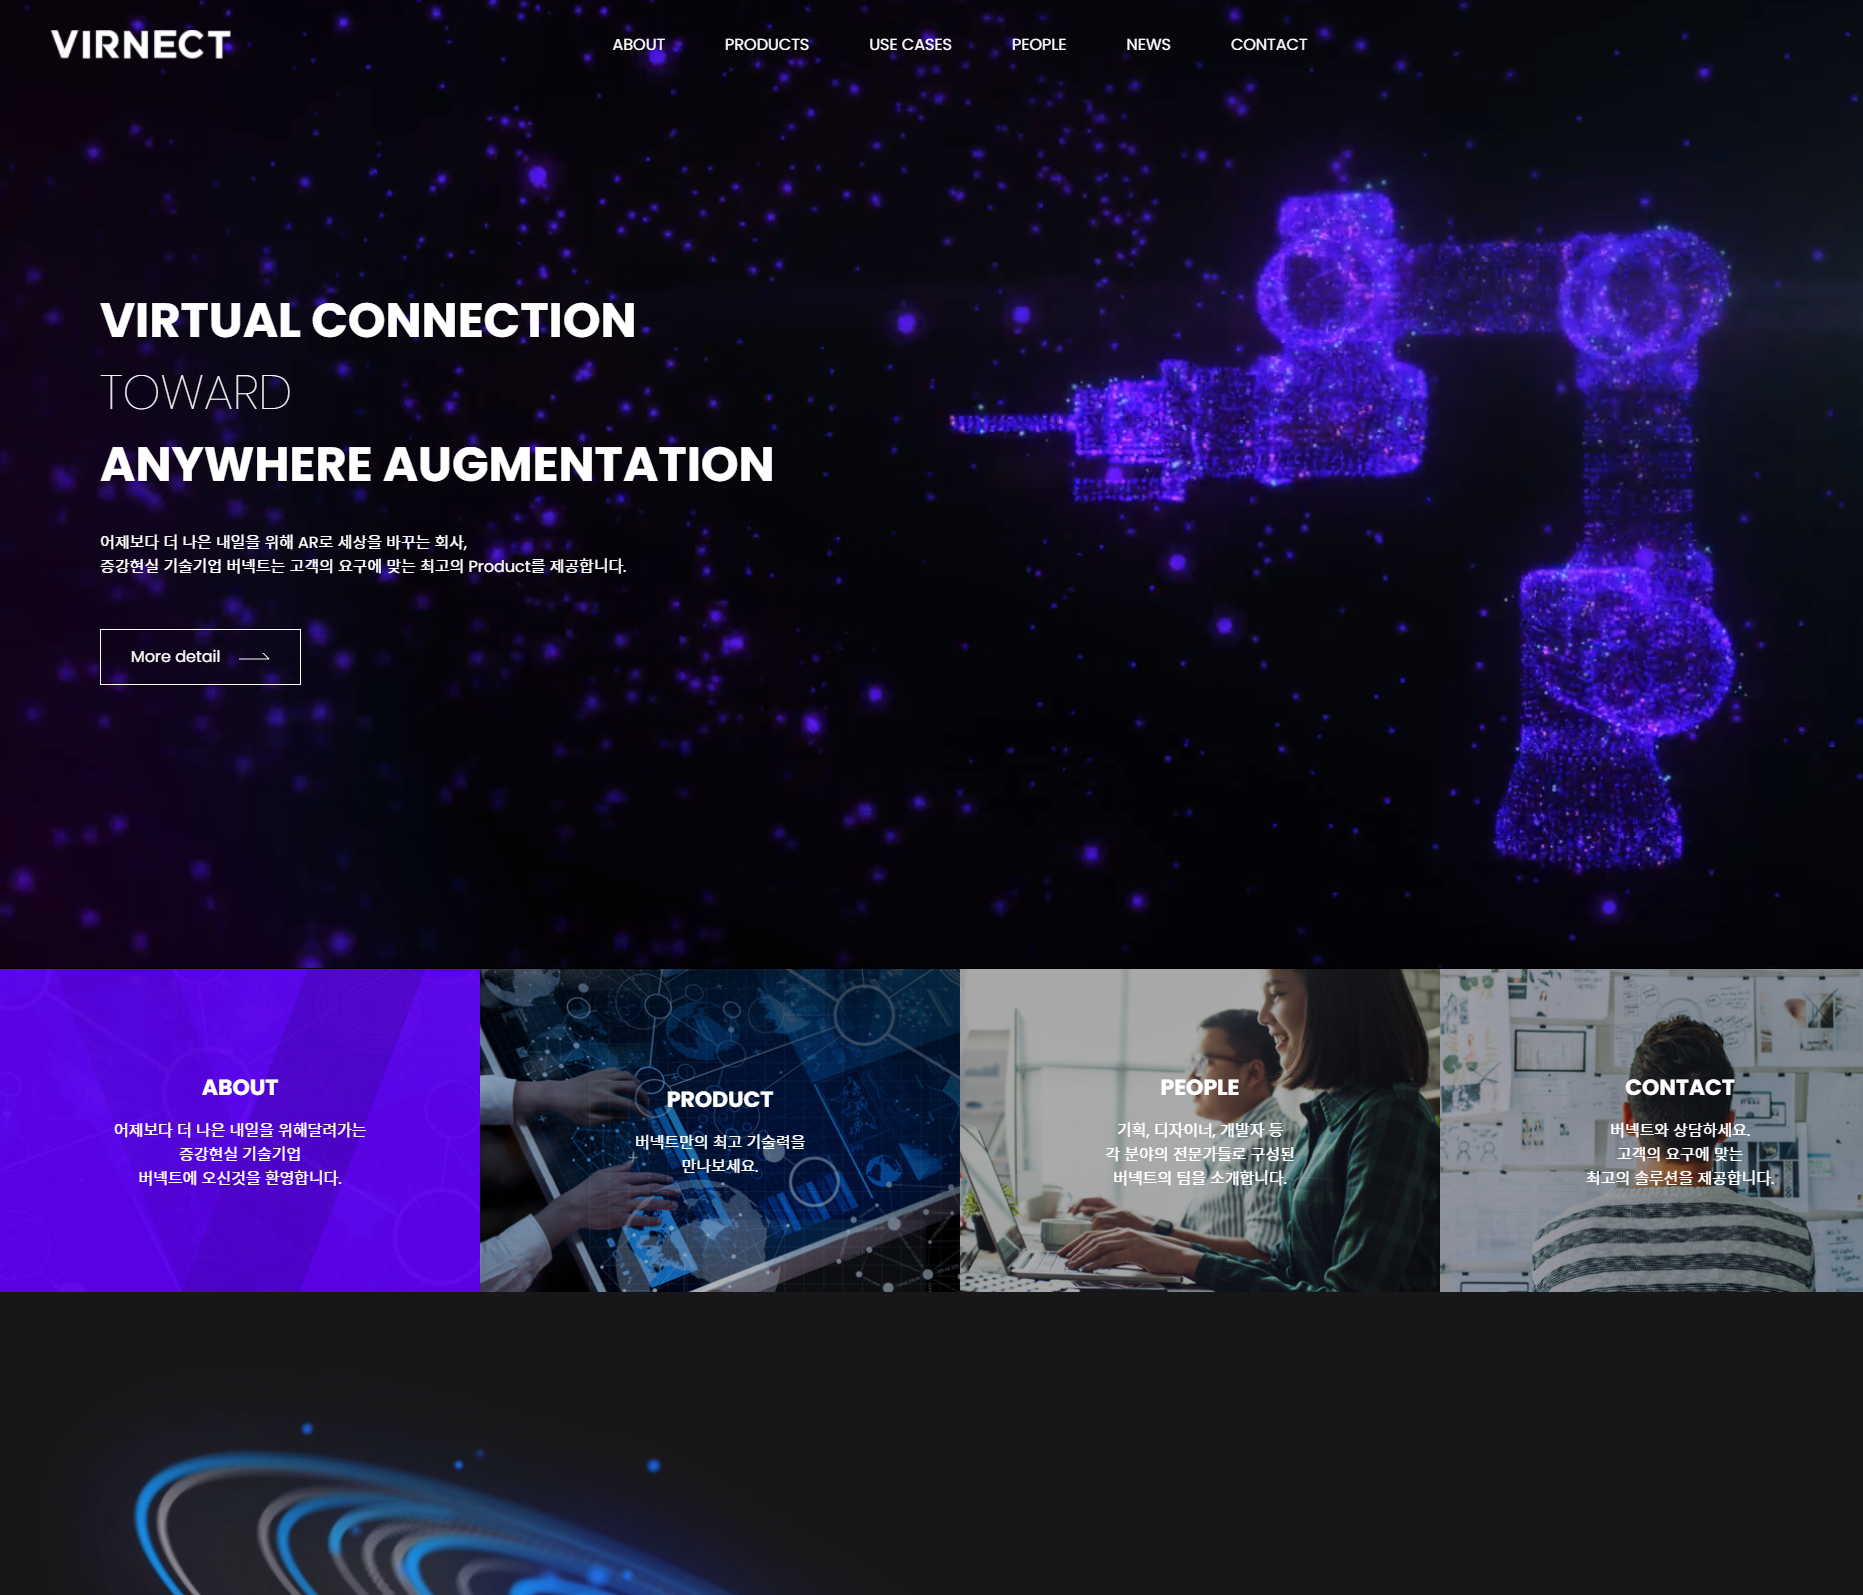 VIRNECT
ABOUT
PRODUCTS
USE CASES
PEOPLE
NEWS
CONTACT
VIRTUAL CONNECTION
TOWARD
ANYWHERE AUGMENTATION
어제보다 더 나은 내일을 위해 AR로 세상을 바꾸는 회사,
증강현실 기술기업 버넥트는 고객의 요구에 맞는 최고의 Product를 제공합니다.
More detail
ABOUT
어제보다 더 나은 내일을 위해달려가는
증강현실 기술기업
버넥트에 오신것을 환영합니다.
PRODUCT
버넥트만의 최고 기술력을
만나보세요.
PEOPLE
기획, 디자이너, 개발자 등
각 분야의 전문가들로 구성된
버넥트의 팀을 소개합니다.
CONTACT
버넥트와 상담하세요.
고객의 요구에 맞는
최고의 솔루션을 제공합니다.